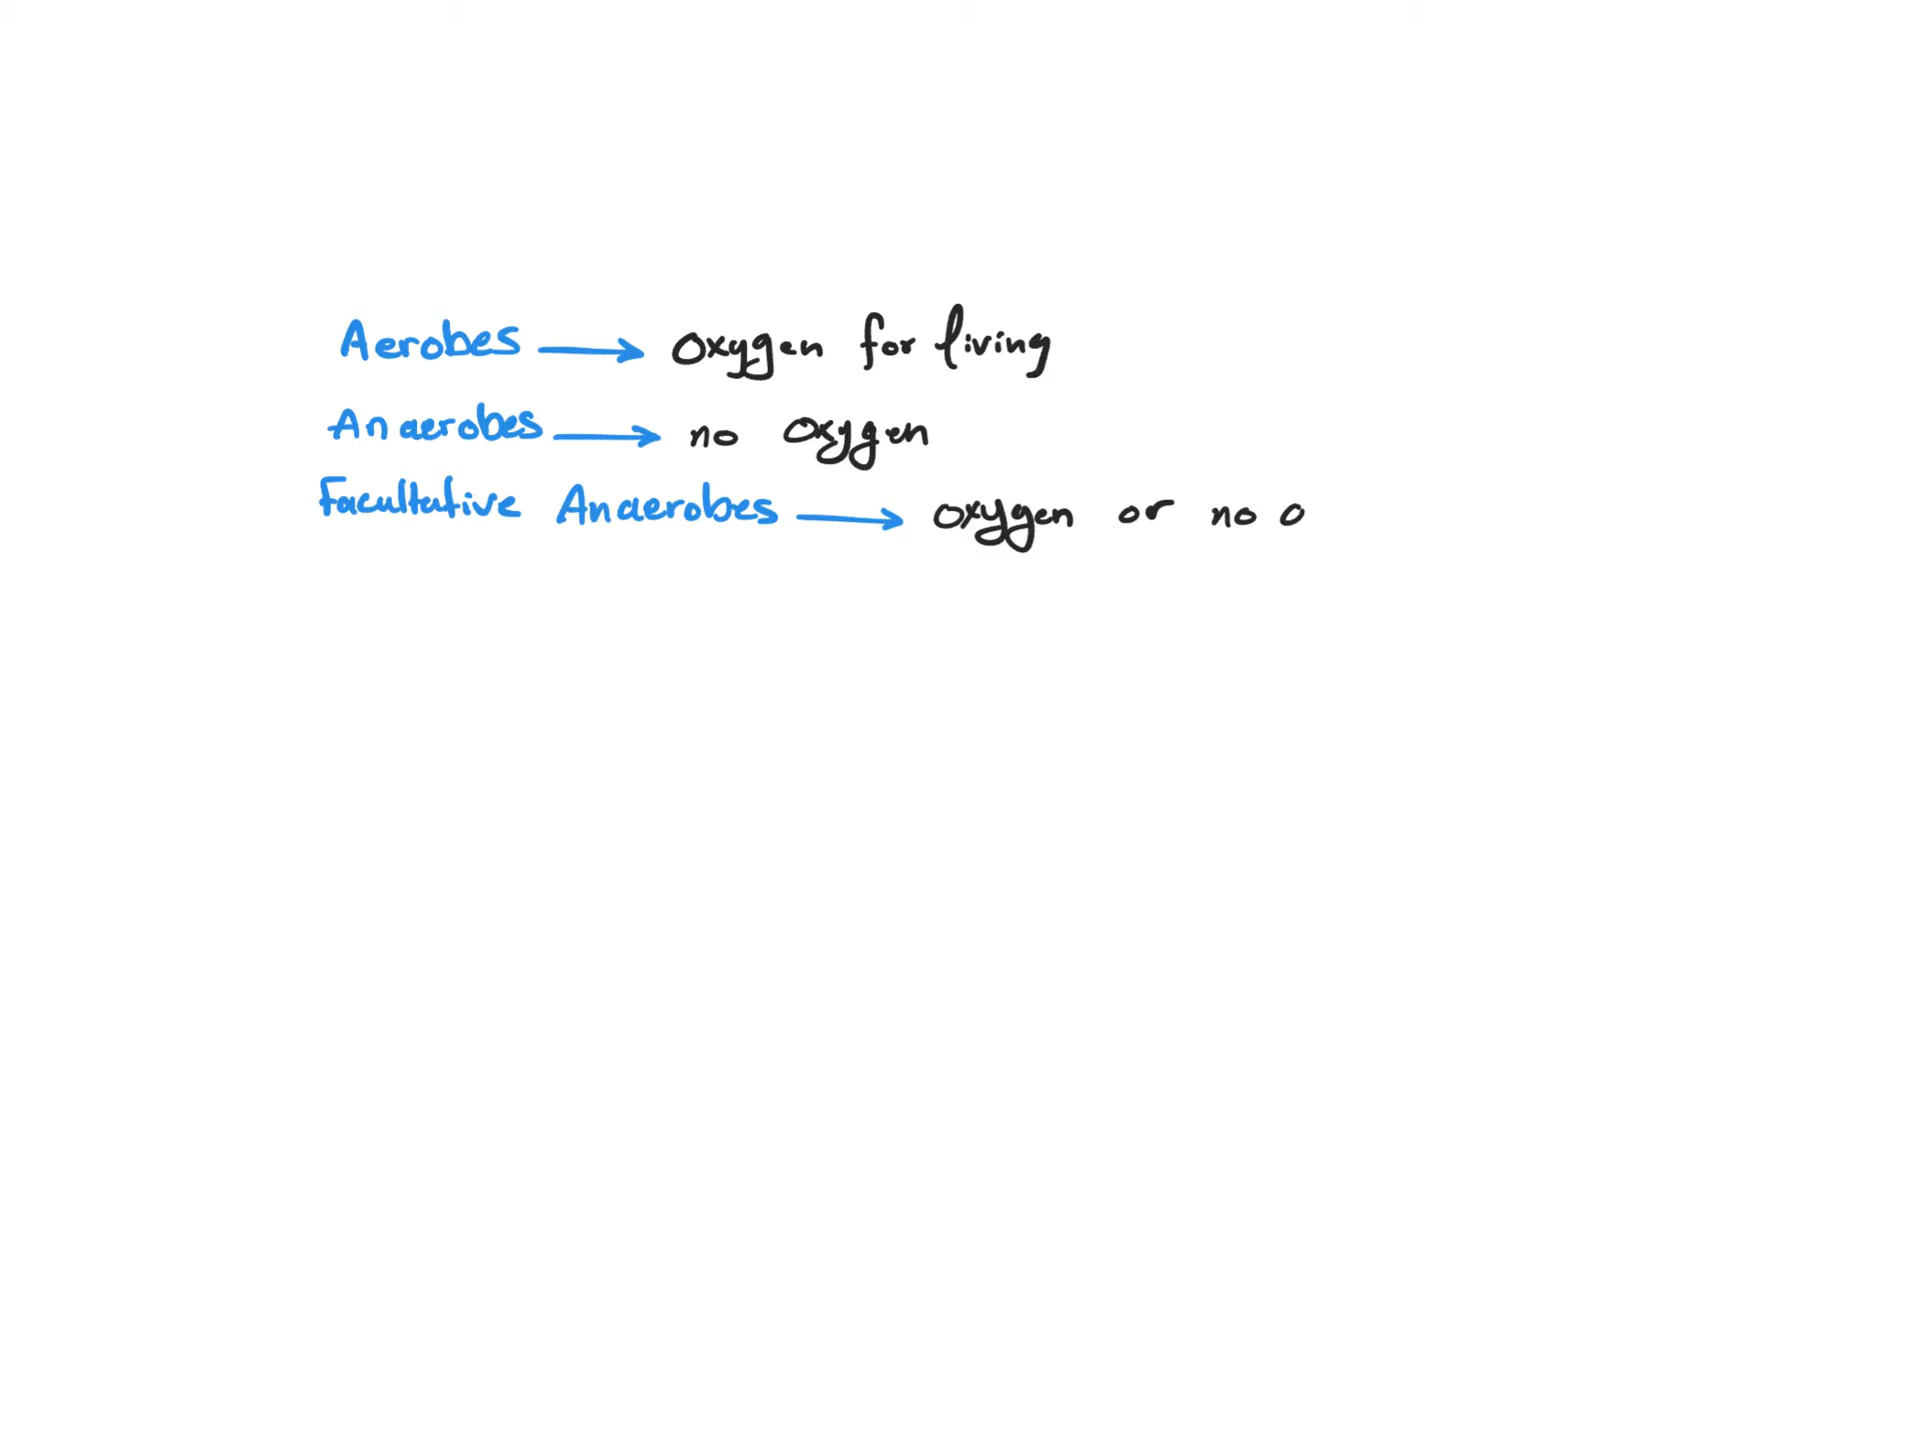 Aerobes → Oxygen for living
Anaerobes → no Oxygen
Facultative Anaerobes → oxygen or no o